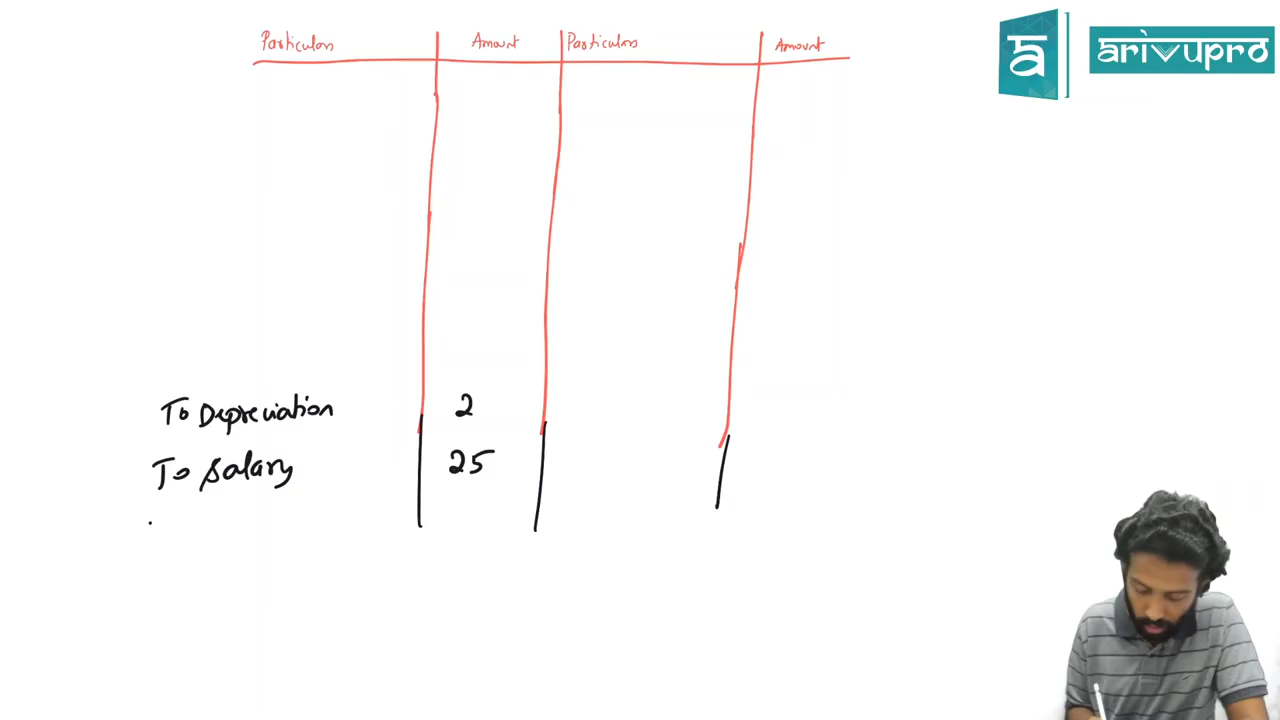 Particulars Amount Particulars Amount
arivupro
To Depreciation 2
To Salary 25